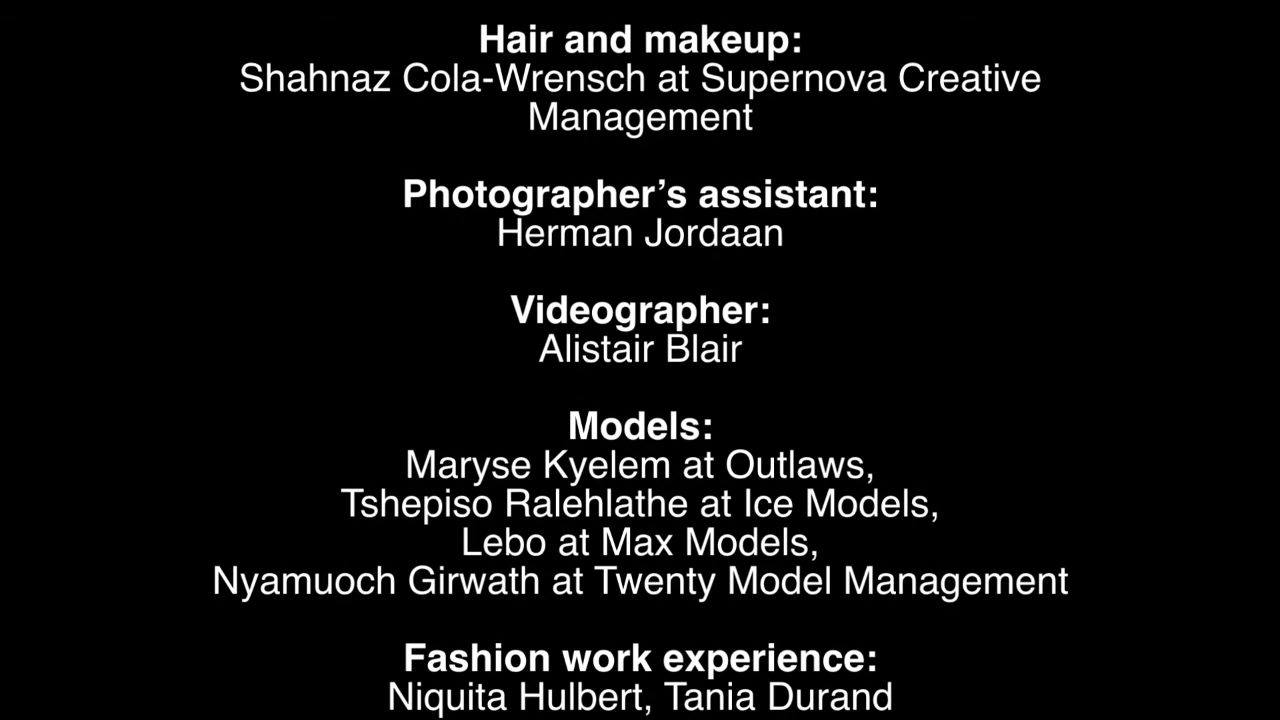 Hair and makeup:
Shahnaz Cola-Wrensch at Supernova Creative
Management
Photographer’s assistant:
Herman Jordaan
Videographer:
Alistair Blair
Models:
Maryse Kyelem at Outlaws,
Tshepiso Ralehlathe at Ice Models,
Lebo at Max Models,
Nyamuoch Girwath at Twenty Model Management
Fashion work experience:
Niquita Hulbert, Tania Durand